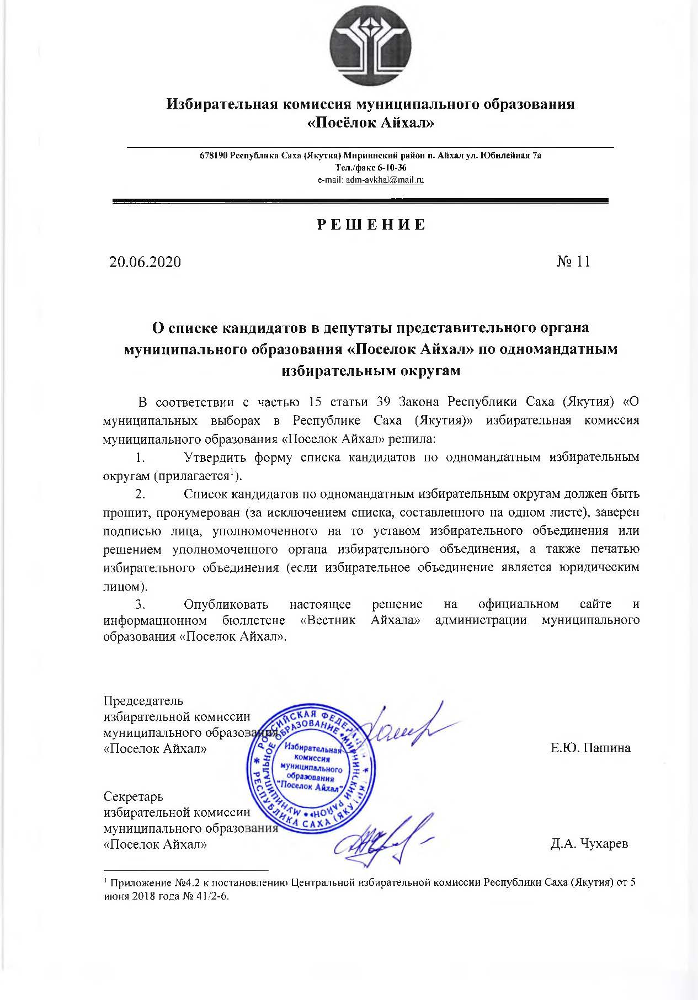 Избирательная комиссия муниципального образования
«Посёлок Айхал»
678190 Республика Саха (Якутия) Мирнинский район п. Айхал ул. Юбилейная 7а
Тел./факс 6-10-36
e-mail: adm-aykhal@mail.ru
Р Е Ш Е Н И Е
20.06.2020 № 11
О списке кандидатов в депутаты представительного органа
муниципального образования «Поселок Айхал» по одномандатным
избирательным округам
В соответствии с частью 15 статьи 39 Закона Республики Саха (Якутия) «О
муниципальных выборах в Республике Саха (Якутия)» избирательная комиссия
муниципального образования «Поселок Айхал» решила:
1. Утвердить форму списка кандидатов по одномандатным избирательным
округам (прилагается¹).
2. Список кандидатов по одномандатным избирательным округам должен быть
прошит, пронумерован (за исключением списка, составленного на одном листе), заверен
подписью лица, уполномоченного на то уставом избирательного объединения или
решением уполномоченного органа избирательного объединения, а также печатью
избирательного объединения (если избирательное объединение является юридическим
лицом).
3. Опубликовать настоящее решение на официальном сайте и
информационном бюллетене «Вестник Айхала» администрации муниципального
образования «Поселок Айхал».
Председатель
избирательной комиссии
муниципального образования
«Поселок Айхал» Е.Ю. Пашина
РОССИЙСКАЯ ФЕДЕРАЦИЯ * РЕСПУБЛИКА САХА (ЯКУТИЯ) *
МУНИЦИПАЛЬНОЕ ОБРАЗОВАНИЕ «МИРНИНСКИЙ РАЙОН»
Избирательная
комиссия
муниципального
образования
"Поселок Айхал"
Секретарь
избирательной комиссии
муниципального образования
«Поселок Айхал» Д.А. Чухарев
¹ Приложение №4.2 к постановлению Центральной избирательной комиссии Республики Саха (Якутия) от 5
июня 2018 года № 41/2-6.